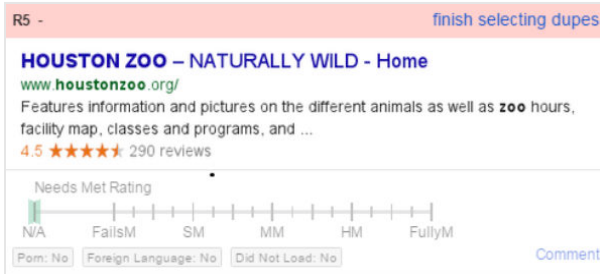 R5 - finish selecting dupes
HOUSTON ZOO – NATURALLY WILD - Home
www.houstonzoo.org/
Features information and pictures on the different animals as well as zoo hours,
facility map, classes and programs, and ...
4.5 ★★★★★ 290 reviews
Needs Met Rating
N/A FailsM SM MM HM FullyM
Porn: No Foreign Language: No Did Not Load: No Comment